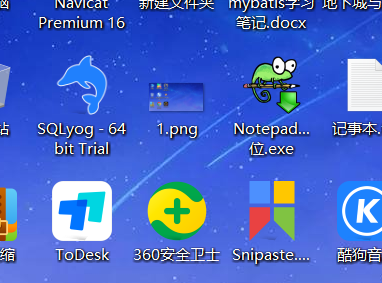 Navicat
Premium 16
新建文件夹
mybatis学习
笔记.docx
地下城与
站
SQLyog - 64
bit Trial
1.png
Notepad...
位.exe
记事本.
缩
ToDesk
360安全卫士
Snipaste....
酷狗音